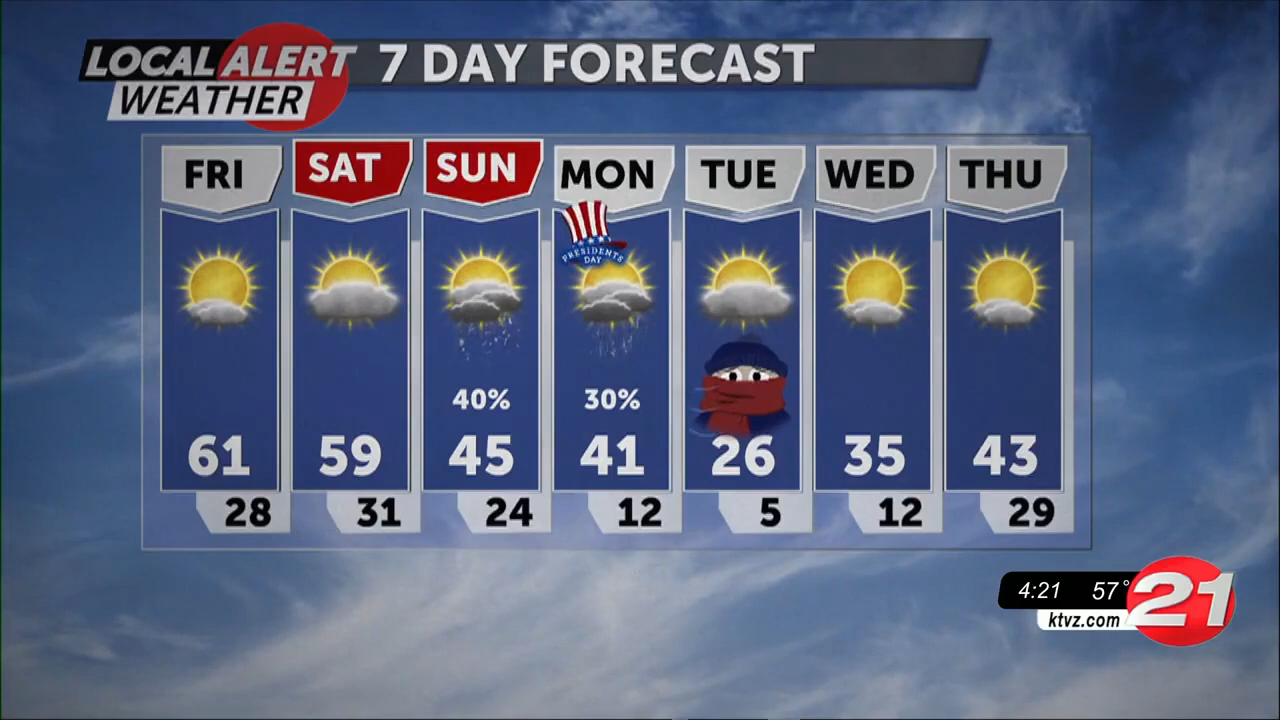 LOCAL ALERT
WEATHER
7 DAY FORECAST
FRI SAT SUN MON TUE WED THU
PRESIDENTS
DAY
40% 30%
61 59 45 41 26 35 43
28 31 24 12 5 12 29
4:21 57° 21
ktvz.com